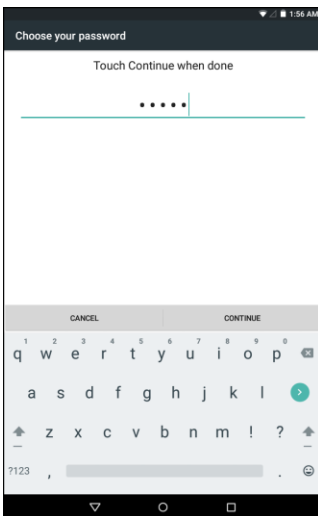 1:56 AM
Choose your password
Touch Continue when done
•••••
CANCEL CONTINUE
1 2 3 4 5 6 7 8 9 0
q w e r t y u i o p
a s d f g h j k l
z x c v b n m ! ?
?123 , .